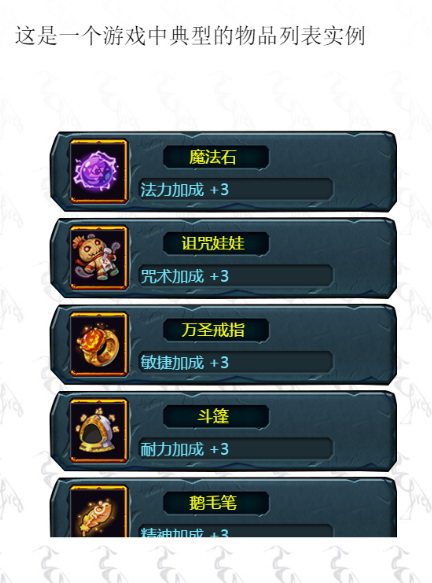 这是一个游戏中典型的物品列表实例
魔法石
法力加成 +3
诅咒娃娃
咒术加成 +3
万圣戒指
敏捷加成 +3
斗篷
耐力加成 +3
鹅毛笔
精神加成 +3